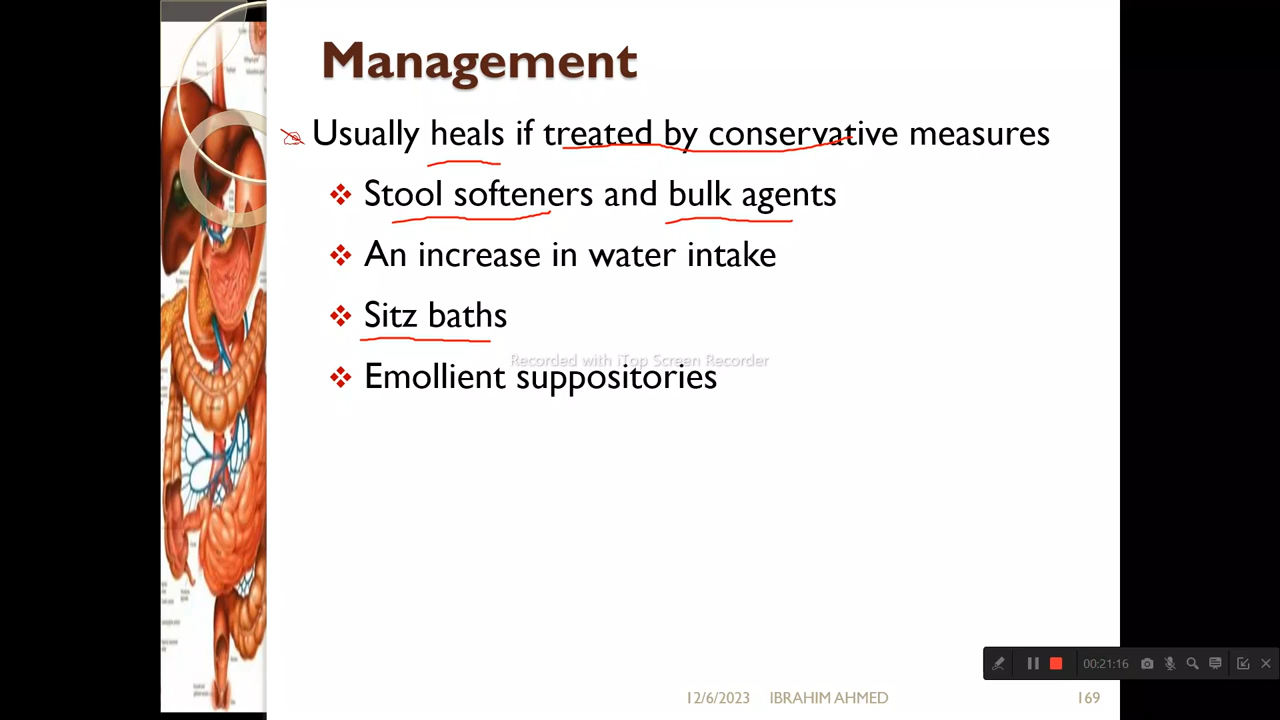 Management
Usually heals if treated by conservative measures
Stool softeners and bulk agents
An increase in water intake
Sitz baths
Recorded with iTop Screen Recorder
Emollient suppositories
00:21:16
12/6/2023 IBRAHIM AHMED 169